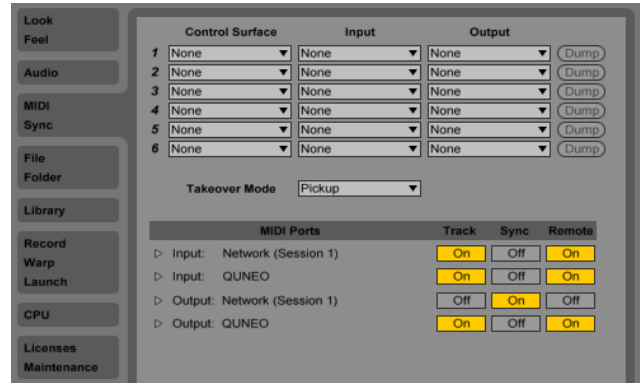 Look
Feel
Audio
MIDI
Sync
File
Folder
Library
Record
Warp
Launch
CPU
Licenses
Maintenance
Control Surface Input Output
1 None None None Dump
2 None None None Dump
3 None None None Dump
4 None None None Dump
5 None None None Dump
6 None None None Dump
Takeover Mode Pickup
MIDI Ports Track Sync Remote
Input: Network (Session 1) On Off On
Input: QUNEO On Off On
Output: Network (Session 1) Off On Off
Output: QUNEO On Off On